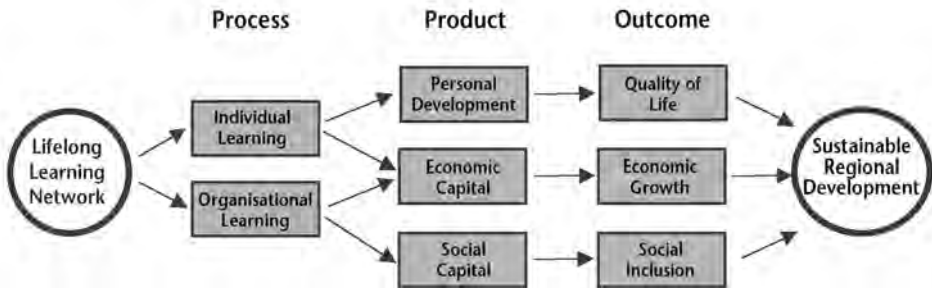 Process
Product
Outcome
Lifelong
Learning
Network
Individual
Learning
Organisational
Learning
Personal
Development
Economic
Capital
Social
Capital
Quality of
Life
Economic
Growth
Social
Inclusion
Sustainable
Regional
Development